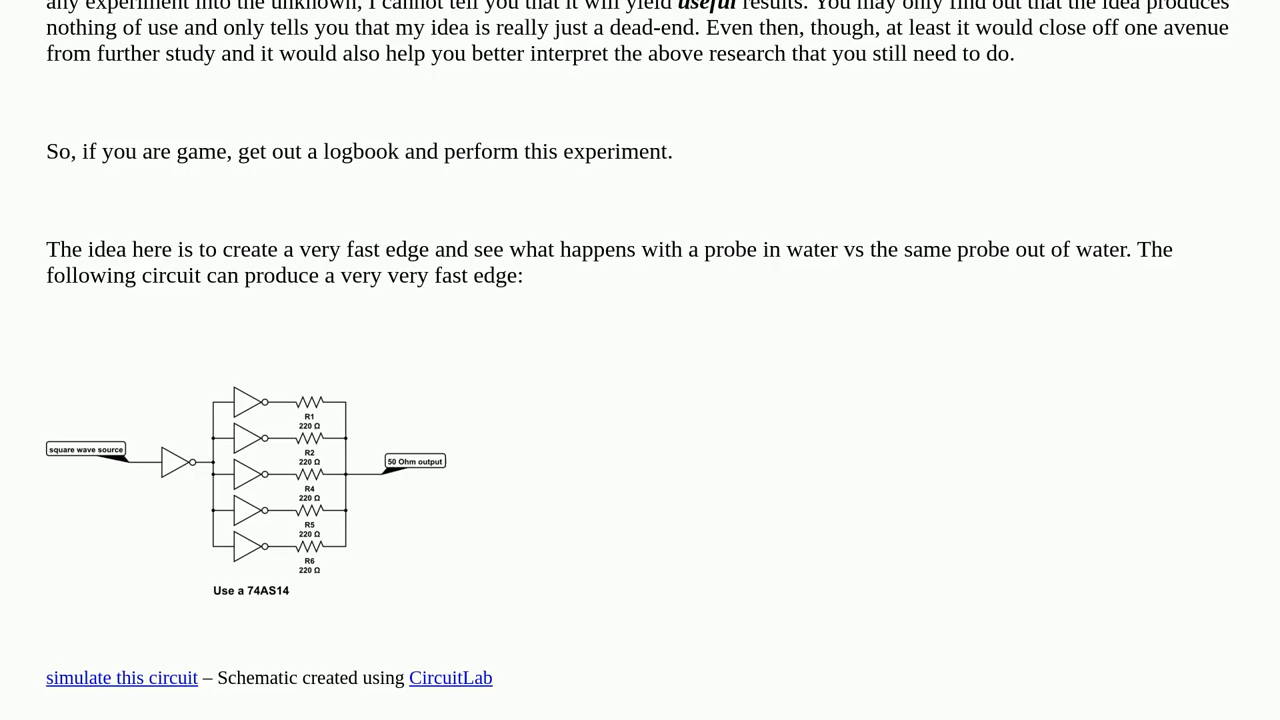 any experiment into the unknown, I cannot tell you that it will yield useful results. You may only find out that the idea produces
nothing of use and only tells you that my idea is really just a dead-end. Even then, though, at least it would close off one avenue
from further study and it would also help you better interpret the above research that you still need to do.
So, if you are game, get out a logbook and perform this experiment.
The idea here is to create a very fast edge and see what happens with a probe in water vs the same probe out of water. The
following circuit can produce a very very fast edge:
R1
220 Ω
square wave source
R2
220 Ω
50 Ohm output
R4
220 Ω
R5
220 Ω
R6
220 Ω
Use a 74AS14
simulate this circuit – Schematic created using CircuitLab